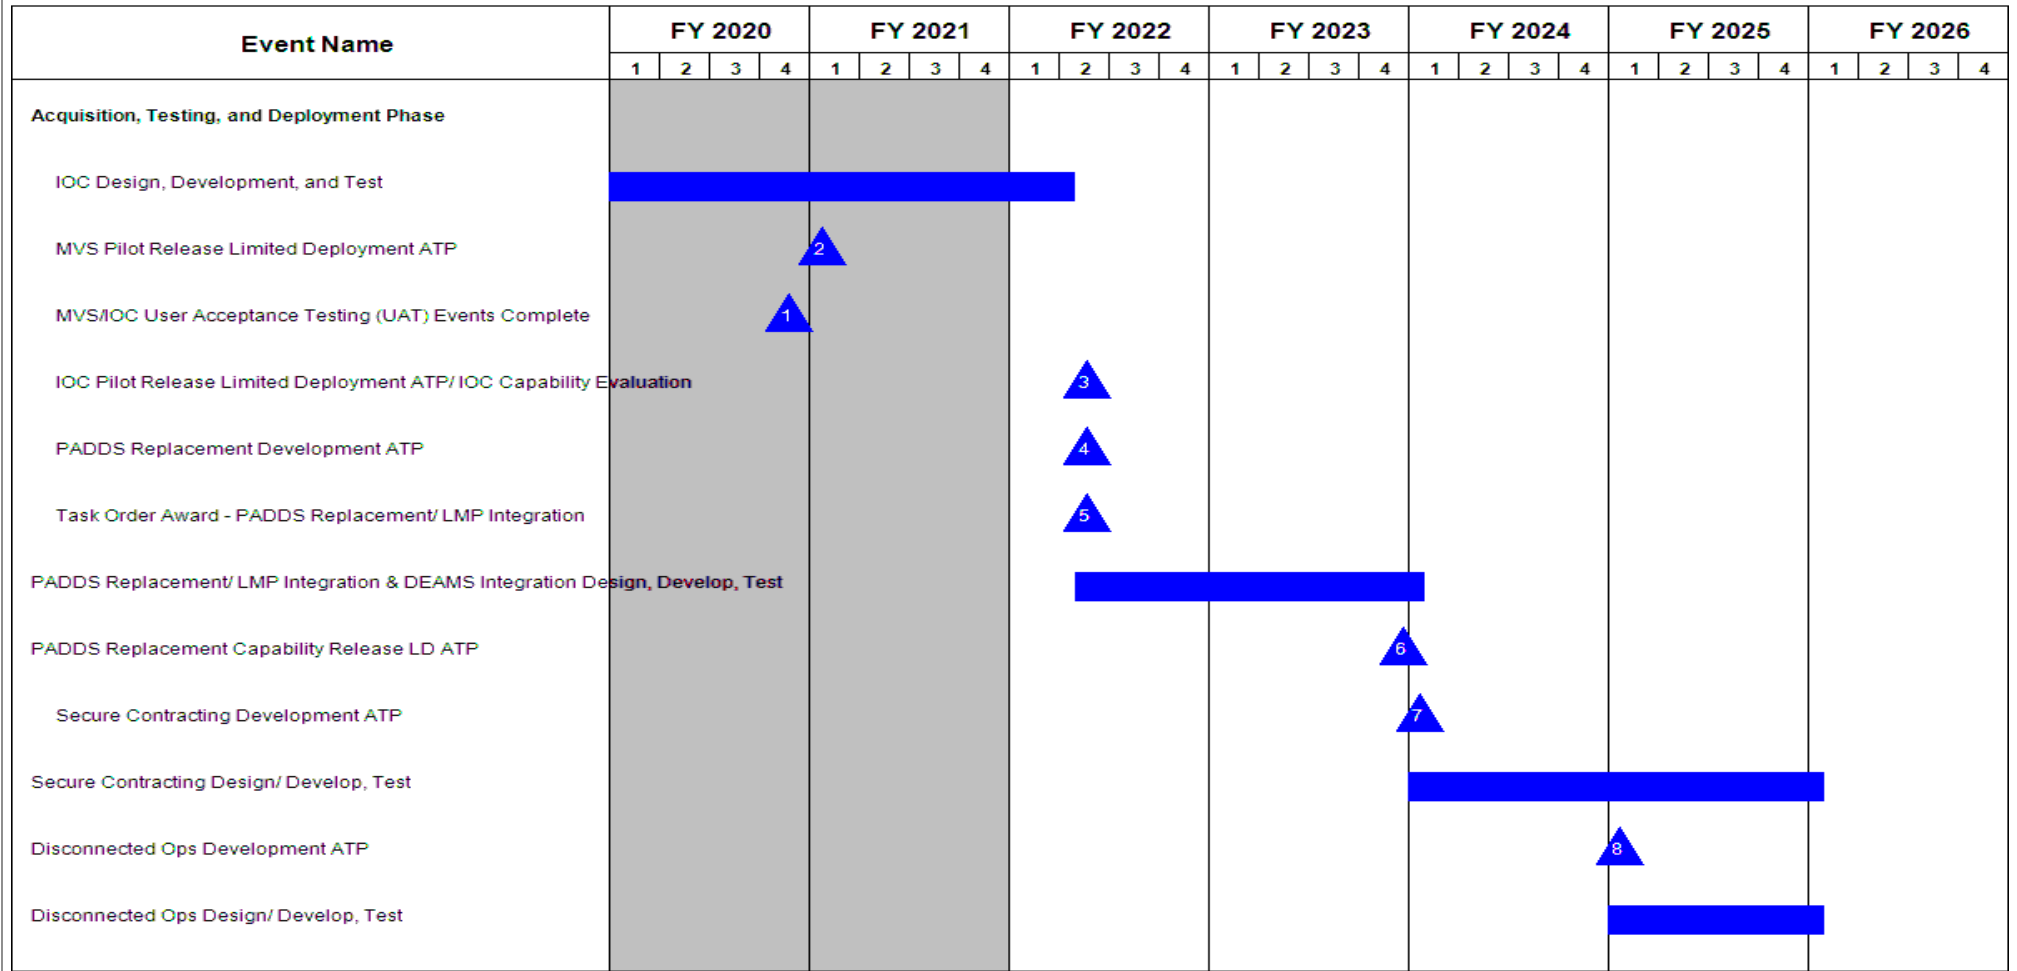 Event Name
FY 2020 FY 2021 FY 2022 FY 2023 FY 2024 FY 2025 FY 2026
1 2 3 4 1 2 3 4 1 2 3 4 1 2 3 4 1 2 3 4 1 2 3 4 1 2 3 4
Acquisition, Testing, and Deployment Phase
IOC Design, Development, and Test
MVS Pilot Release Limited Deployment ATP 2
MVS/IOC User Acceptance Testing (UAT) Events Complete 1
IOC Pilot Release Limited Deployment ATP/ IOC Capability Evaluation 3
PADDS Replacement Development ATP 4
Task Order Award - PADDS Replacement/ LMP Integration 5
PADDS Replacement/ LMP Integration & DEAMS Integration Design, Develop, Test
PADDS Replacement Capability Release LD ATP 6
Secure Contracting Development ATP 7
Secure Contracting Design/ Develop, Test
Disconnected Ops Development ATP 8
Disconnected Ops Design/ Develop, Test